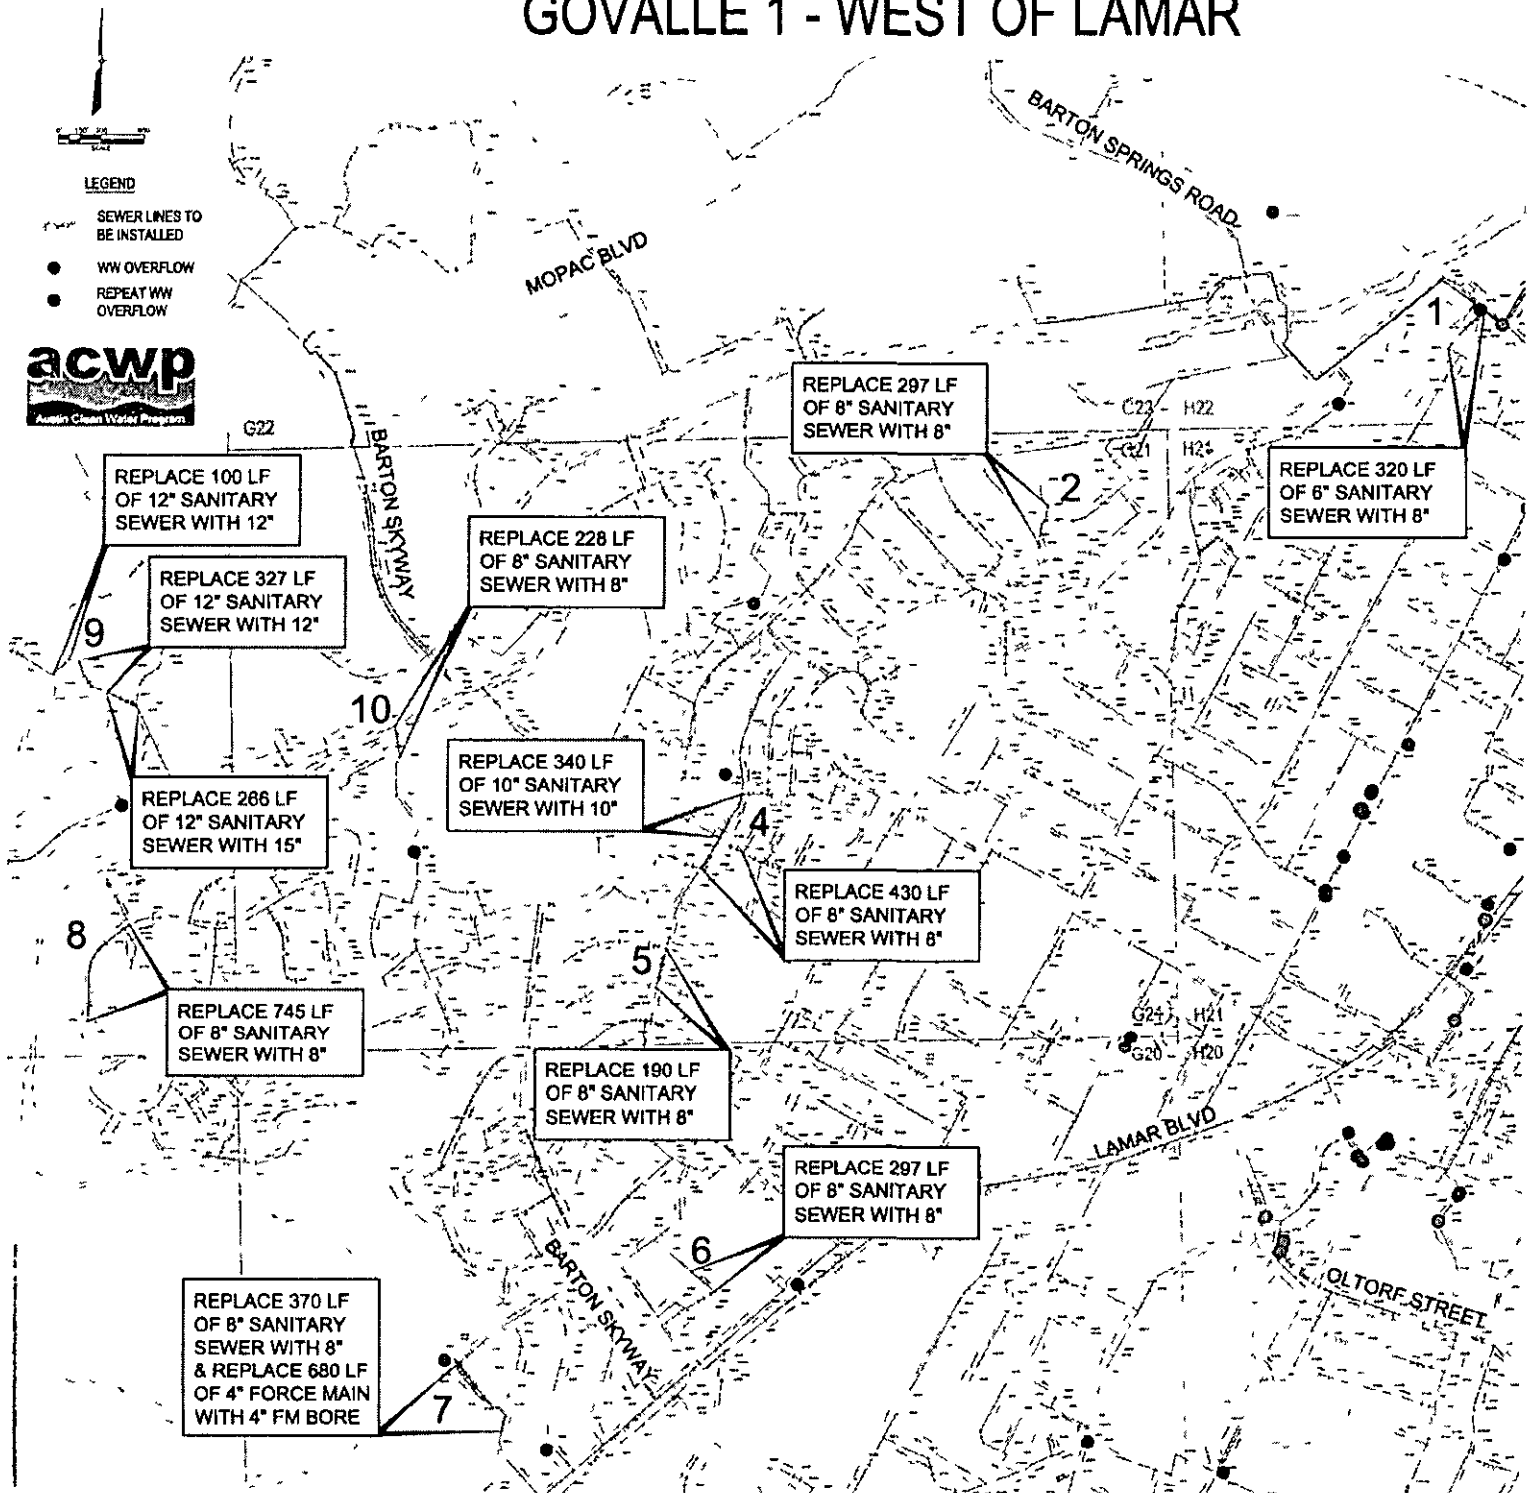 GOVALLE 1 - WEST OF LAMAR
SCALE
LEGEND
SEWER LINES TO
BE INSTALLED
WW OVERFLOW
REPEAT WW
OVERFLOW
acwp
Austin Clean Water Program
BARTON SPRINGS ROAD
MOPAC BLVD
1
REPLACE 297 LF
OF 8" SANITARY
SEWER WITH 8"
H22
G22
G21
H21
BARTON SKYWAY
REPLACE 100 LF
OF 12" SANITARY
SEWER WITH 12"
2
REPLACE 320 LF
OF 6" SANITARY
SEWER WITH 8"
REPLACE 228 LF
OF 8" SANITARY
SEWER WITH 8"
REPLACE 327 LF
OF 12" SANITARY
SEWER WITH 12"
9
10
REPLACE 340 LF
OF 10" SANITARY
SEWER WITH 10"
REPLACE 266 LF
OF 12" SANITARY
SEWER WITH 15"
4
REPLACE 430 LF
OF 8" SANITARY
SEWER WITH 8"
8
5
REPLACE 745 LF
OF 8" SANITARY
SEWER WITH 8"
H21
G20
H20
REPLACE 190 LF
OF 8" SANITARY
SEWER WITH 8"
LAMAR BLVD
REPLACE 297 LF
OF 8" SANITARY
SEWER WITH 8"
6
BARTON SKYWAY
OLTORF STREET
REPLACE 370 LF
OF 8" SANITARY
SEWER WITH 8"
& REPLACE 680 LF
OF 4" FORCE MAIN
WITH 4" FM BORE
7